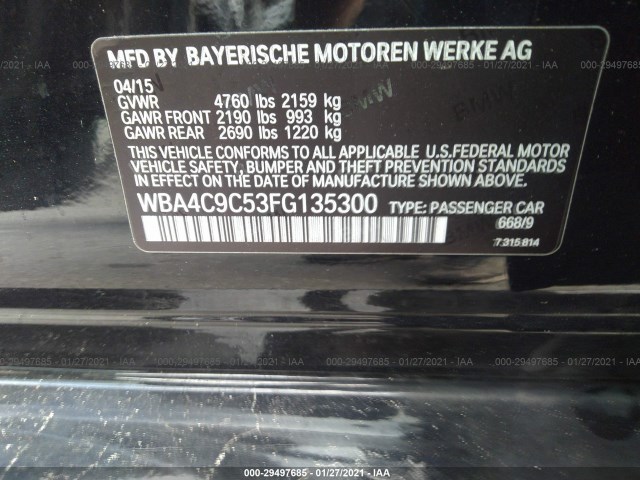 MFD BY BAYERISCHE MOTOREN WERKE AG
04/15
GVWR 4760 lbs 2159 kg
GAWR FRONT 2190 lbs 993 kg
GAWR REAR 2690 lbs 1220 kg
THIS VEHICLE CONFORMS TO ALL APPLICABLE U.S.FEDERAL MOTOR
VEHICLE SAFETY, BUMPER, AND THEFT PREVENTION STANDARDS
IN EFFECT ON THE DATE OF MANUFACTURE SHOWN ABOVE.
WBA4C9C53FG135300 TYPE: PASSENGER CAR
668/9
7 315 814
000-29497685 - 01/27/2021 - IAA